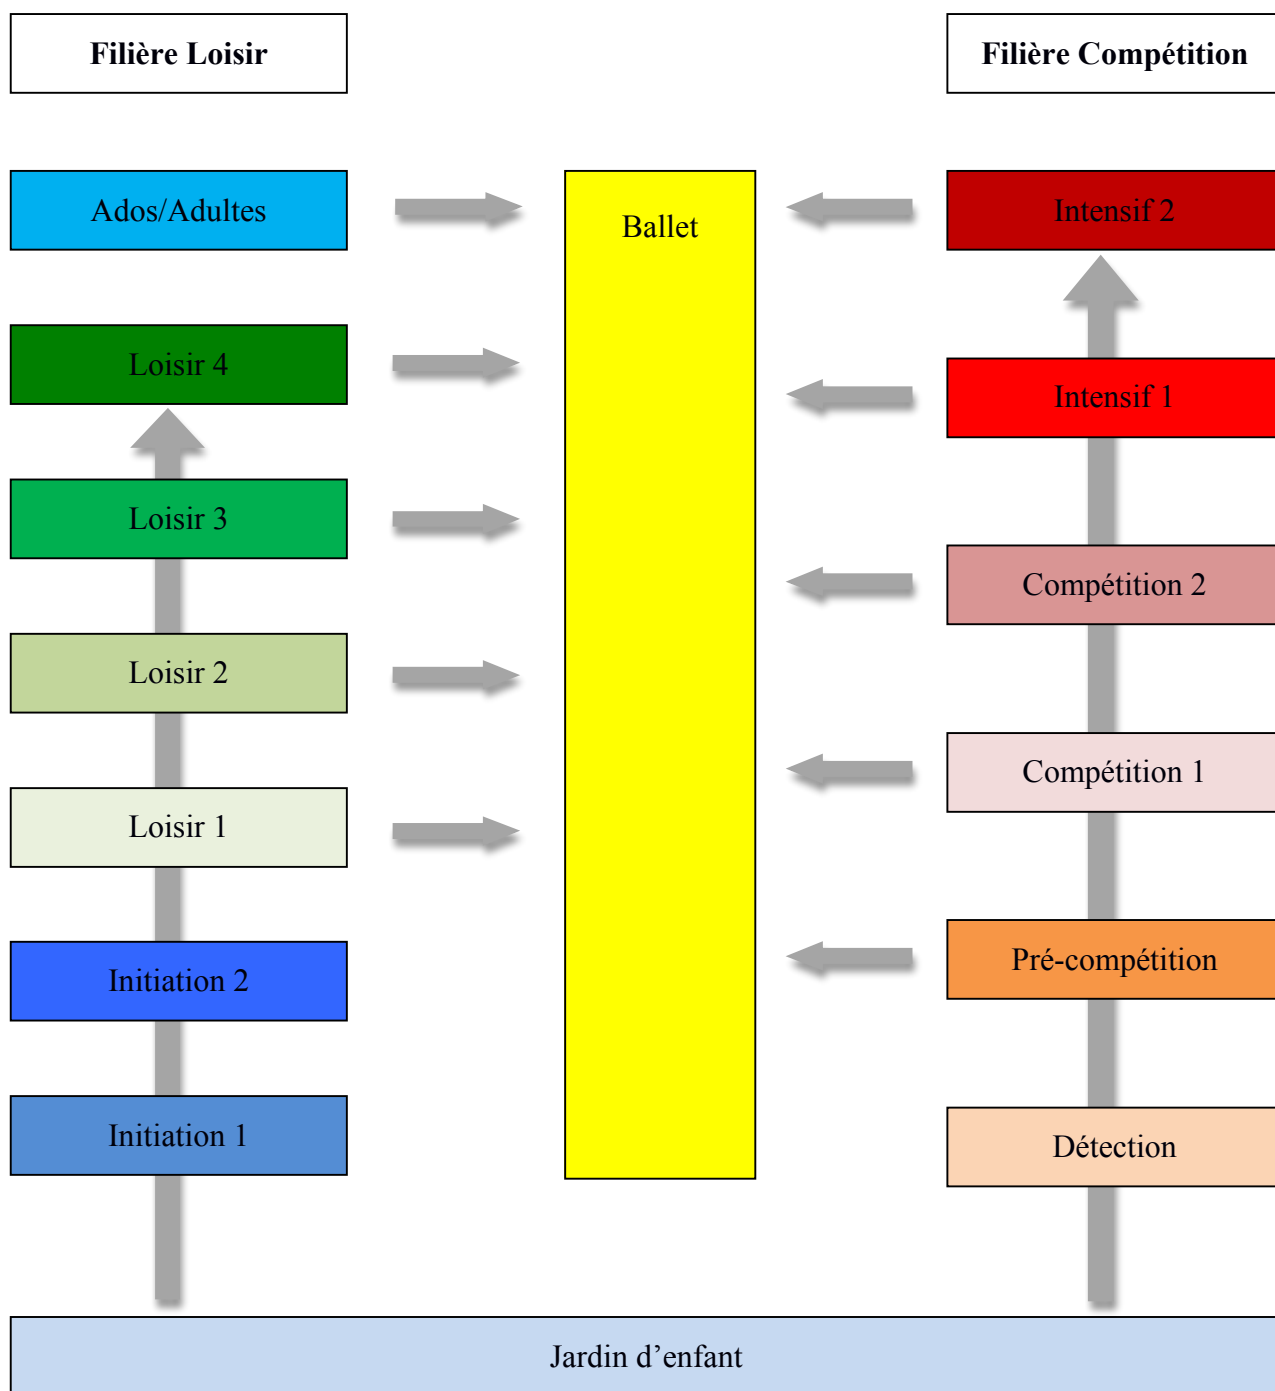 Filière Loisir
Filière Compétition
Ados/Adultes
Ballet
Intensif 2
Loisir 4
Intensif 1
Loisir 3
Compétition 2
Loisir 2
Compétition 1
Loisir 1
Pré-compétition
Initiation 2
Initiation 1
Détection
Jardin d’enfant